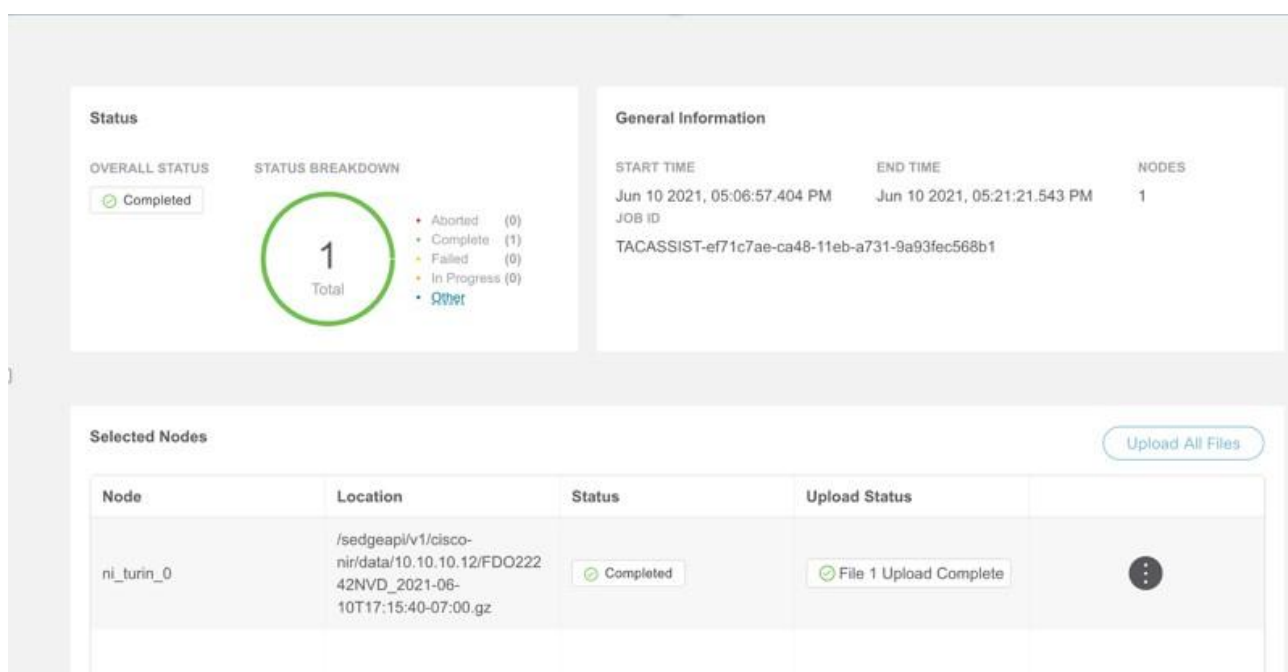 Status
OVERALL STATUS
Completed
STATUS BREAKDOWN
1
Total
Aborted (0)
Complete (1)
Failed (0)
In Progress (0)
Other
General Information
START TIME
Jun 10 2021, 05:06:57.404 PM
END TIME
Jun 10 2021, 05:21:21.543 PM
NODES
1
JOB ID
TACASSIST-ef71c7ae-ca48-11eb-a731-9a93fec568b1
Selected Nodes
Upload All Files
Node Location Status Upload Status
ni_turin_0
/sedgeapi/v1/cisco-
nir/data/10.10.10.12/FDO222
42NVD_2021-06-
10T17:15:40-07:00.gz
Completed
File 1 Upload Complete